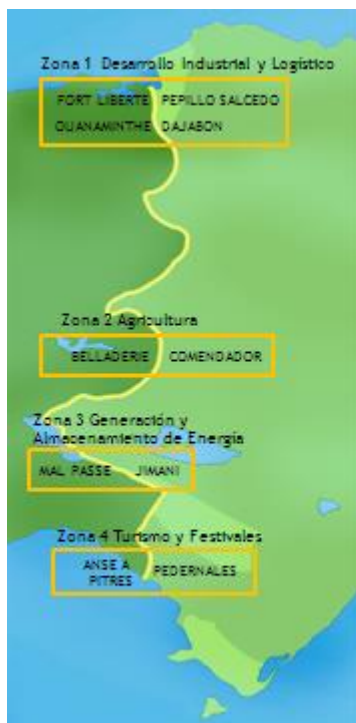 Zona 1 Desarrollo Industrial y Logístico
FORT LIBERTE PEPILLO SALCEDO
OUANAMINTHE DAJABON
Zona 2 Agricultura
BELLADERIE COMENDADOR
Zona 3 Generación y
Almacenamiento de Energía
MAL PASSE JIMANI
Zona 4 Turismo y Festivales
ANSE A
PITRES PEDERNALES